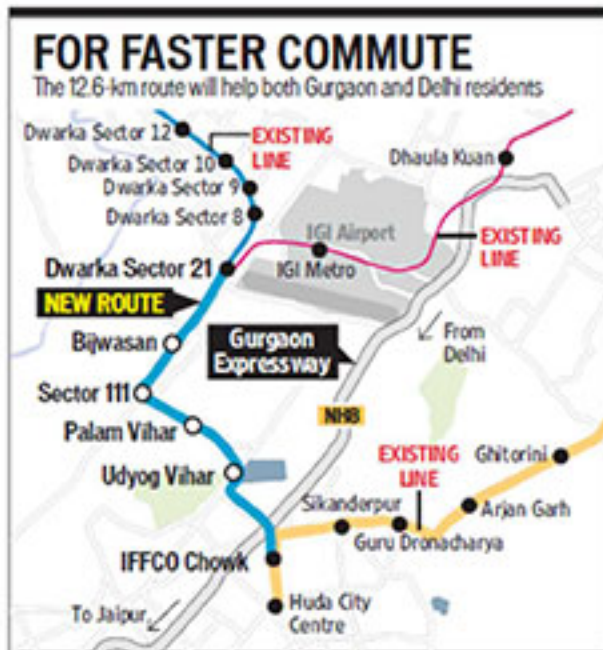 FOR FASTER COMMUTE
The 12.6-km route will help both Gurgaon and Delhi residents
Dwarka Sector 12
EXISTING
LINE
Dwarka Sector 10
Dwarka Sector 9
Dwarka Sector 8
Dhaula Kuan
IGI Airport
EXISTING
LINE
IGI Metro
Dwarka Sector 21
NEW ROUTE
Bijwasan
Gurgaon
Expressway
From
Delhi
Sector 111
Palam Vihar
NH8
Udyog Vihar
EXISTING
LINE
Ghitorini
Sikanderpur
Arjan Garh
Guru Dronacharya
IFFCO Chowk
To Jaipur
Huda City
Centre